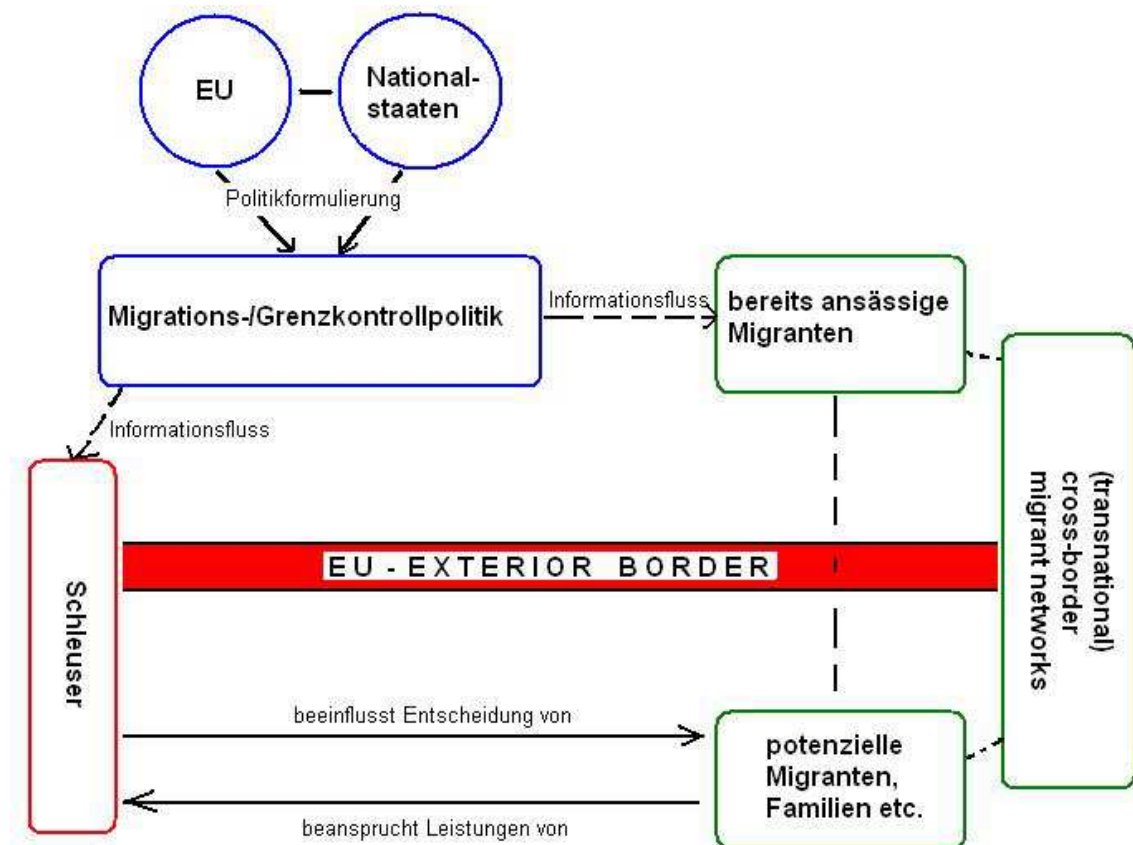 EU
National-
staaten
Politikformulierung
Migrations-/Grenzkontrollpolitik
Informationsfluss
bereits ansässige
Migranten
Informationsfluss
(transnational)
cross-border
migrant networks
Schleuser
EU - EXTERIOR BORDER
beeinflusst Entscheidung von
potenzielle
Migranten,
Familien etc.
beansprucht Leistungen von